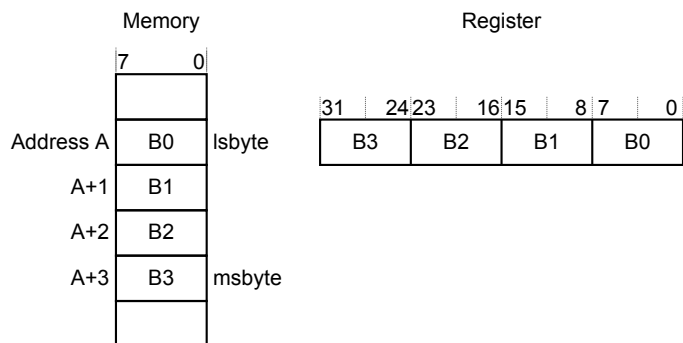 Memory
Register
7 0
31 24 23 16 15 8 7 0
Address A B0 lsbyte
B3 B2 B1 B0
A+1 B1
A+2 B2
A+3 B3 msbyte